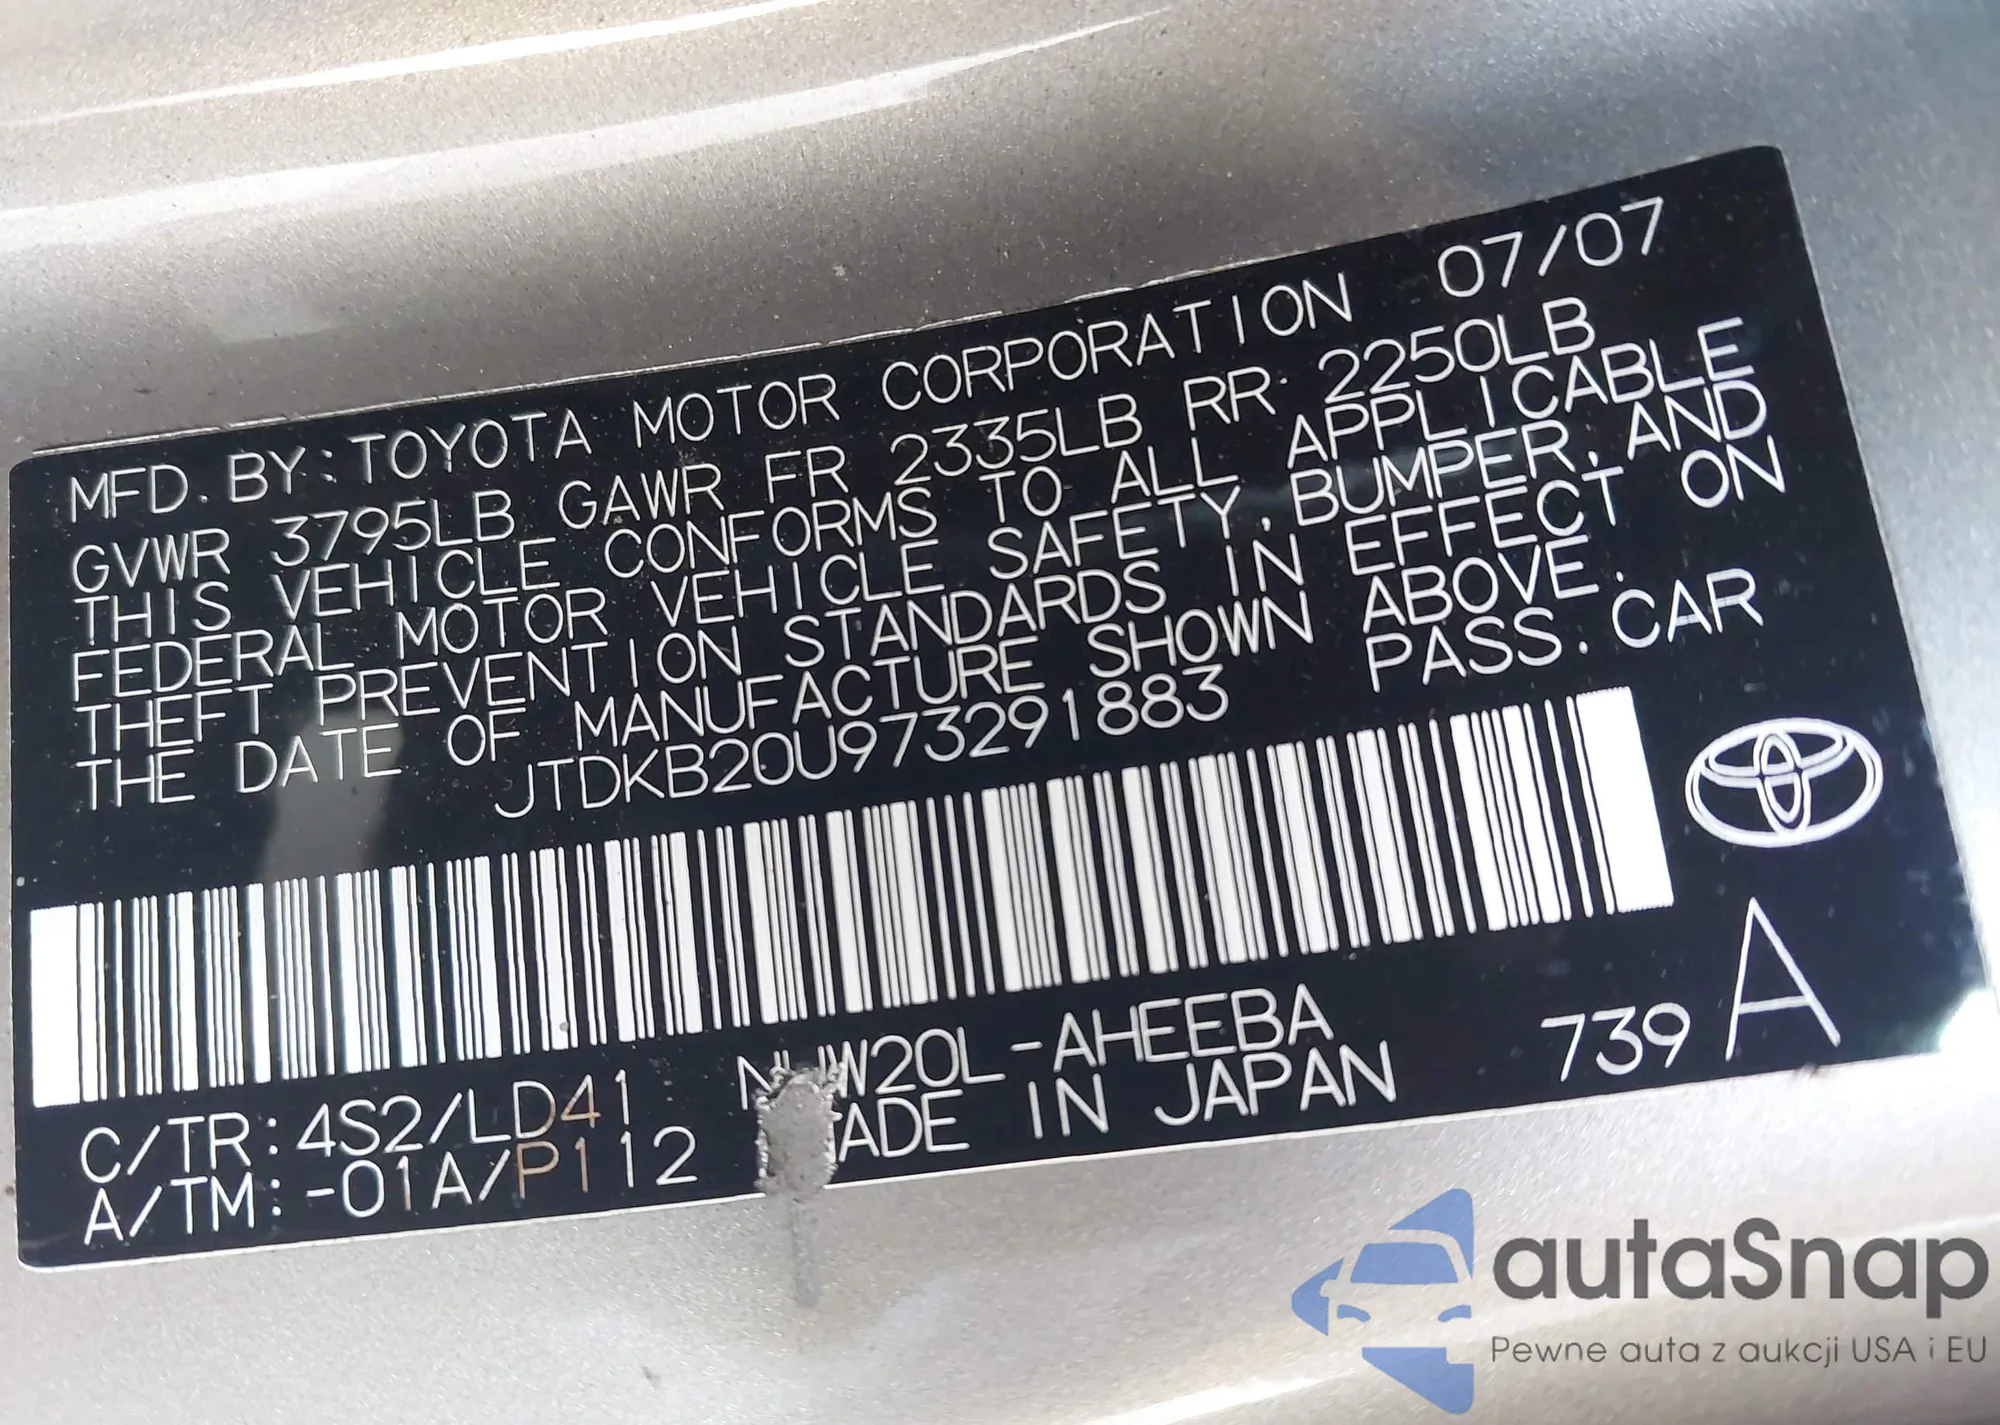 MFD. BY: TOYOTA MOTOR CORPORATION 07/07
GVWR 3795LB GAWR FR 2335LB RR 2250LB
THIS VEHICLE CONFORMS TO ALL APPLICABLE
FEDERAL MOTOR VEHICLE SAFETY, BUMPER, AND
THEFT PREVENTION STANDARDS IN EFFECT ON
THE DATE OF MANUFACTURE SHOWN ABOVE.
JTDKB20U973291883 PASS. CAR
C/TR: 4S2/LD41 NHW20L-AHEEBA 739 A
A/TM: -01A/P112 MADE IN JAPAN
autaSnap
Pewne auta z aukcji USA i EU